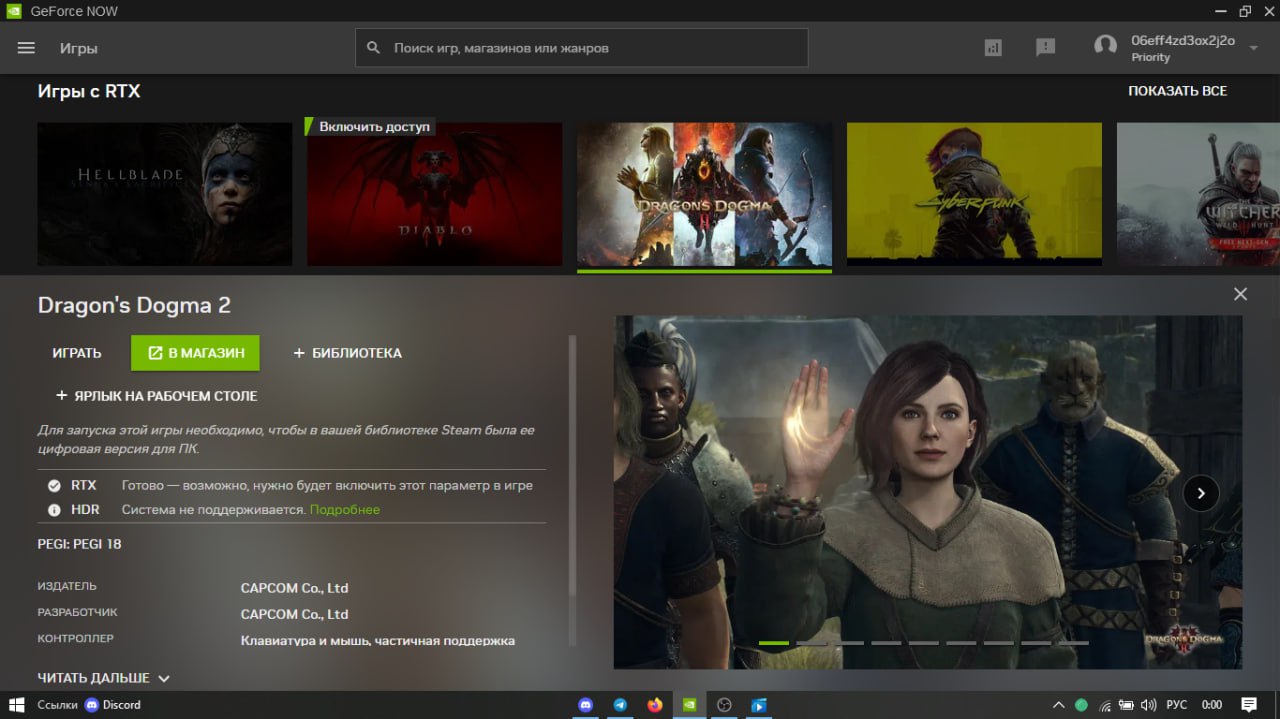 GeForce NOW
Игры
Поиск игр, магазинов или жанров
06eff4zd3ox2j2o
Priority
Игры с RTX
ПОКАЗАТЬ ВСЕ
Включить доступ
HELLBLADE
SENUA'S SACRIFICE
DIABLO
DRAGON'S DOGMA
CYBERPUNK
WITCHER
WILD HUNT
FREE NEXT-GEN
Dragon's Dogma 2
ИГРАТЬ
В МАГАЗИН
+ БИБЛИОТЕКА
+ ЯРЛЫК НА РАБОЧЕМ СТОЛЕ
Для запуска этой игры необходимо, чтобы в вашей библиотеке Steam была ее
цифровая версия для ПК.
RTX Готово — возможно, нужно будет включить этот параметр в игре
HDR Система не поддерживается. Подробнее
PEGI: PEGI 18
ИЗДАТЕЛЬ CAPCOM Co., Ltd
РАЗРАБОТЧИК CAPCOM Co., Ltd
КОНТРОЛЛЕР Клавиатура и мышь, частичная поддержка
DRAGON'S DOGMA
ЧИТАТЬ ДАЛЬШЕ
Ссылки
Discord
РУС
0:00